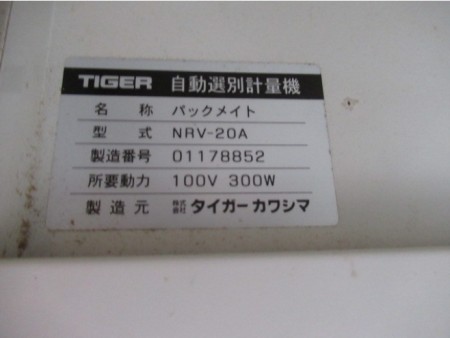 TIGER 自動選別計量機
名 称 パックメイト
型 式 NRV-20A
製造番号 01178852
所要動力 100V 300W
製造元 株式会社 タイガーカワシマ